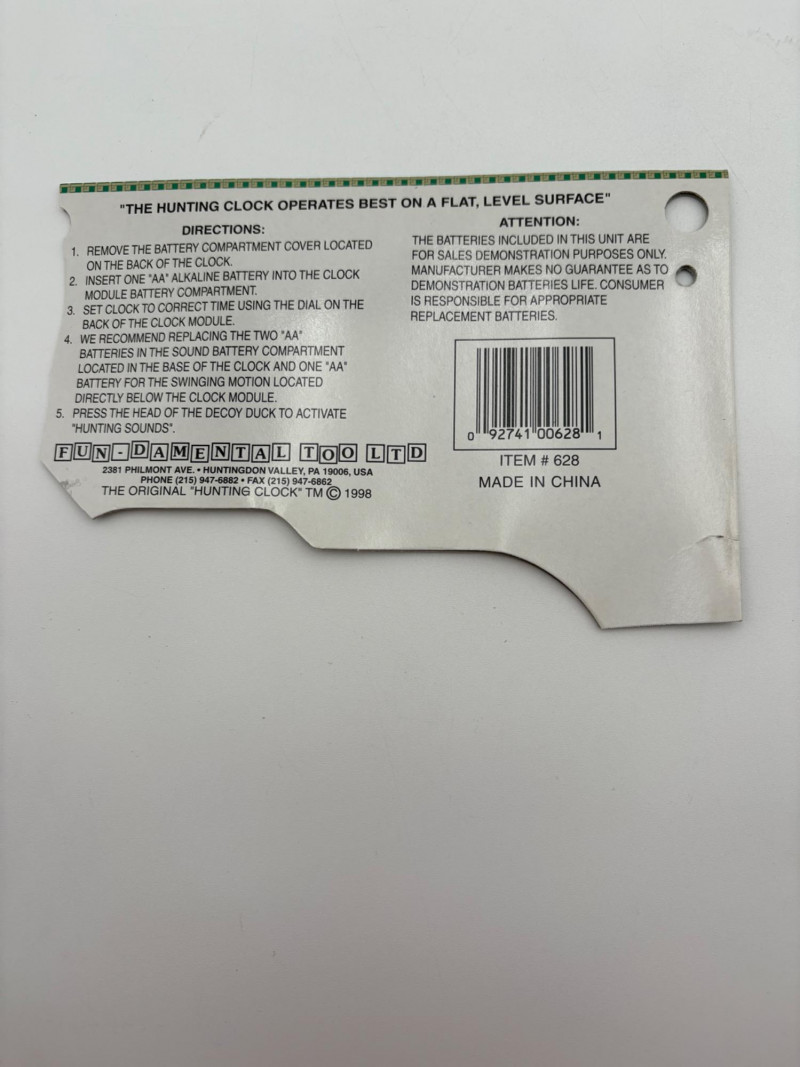 "THE HUNTING CLOCK OPERATES BEST ON A FLAT, LEVEL SURFACE"
DIRECTIONS:
1. REMOVE THE BATTERY COMPARTMENT COVER LOCATED
ON THE BACK OF THE CLOCK.
2. INSERT ONE "AA" ALKALINE BATTERY INTO THE CLOCK
MODULE BATTERY COMPARTMENT.
3. SET CLOCK TO CORRECT TIME USING THE DIAL ON THE
BACK OF THE CLOCK MODULE.
4. WE RECOMMEND REPLACING THE TWO "AA"
BATTERIES IN THE SOUND BATTERY COMPARTMENT
LOCATED IN THE BASE OF THE CLOCK AND ONE "AA"
BATTERY FOR THE SWINGING MOTION LOCATED
DIRECTLY BELOW THE CLOCK MODULE.
5. PRESS THE HEAD OF THE DECOY DUCK TO ACTIVATE
"HUNTING SOUNDS".
FUN-DAMENTAL TOO LTD
2381 PHILMONT AVE. • HUNTINGDON VALLEY, PA 19006, USA
PHONE (215) 947-6882 • FAX (215) 947-6862
THE ORIGINAL "HUNTING CLOCK" TM © 1998
ATTENTION:
THE BATTERIES INCLUDED IN THIS UNIT ARE
FOR SALES DEMONSTRATION PURPOSES ONLY.
MANUFACTURER MAKES NO GUARANTEE AS TO
DEMONSTRATION BATTERIES LIFE. CONSUMER
IS RESPONSIBLE FOR APPROPRIATE
REPLACEMENT BATTERIES.
0 92741 00628 1
ITEM # 628
MADE IN CHINA